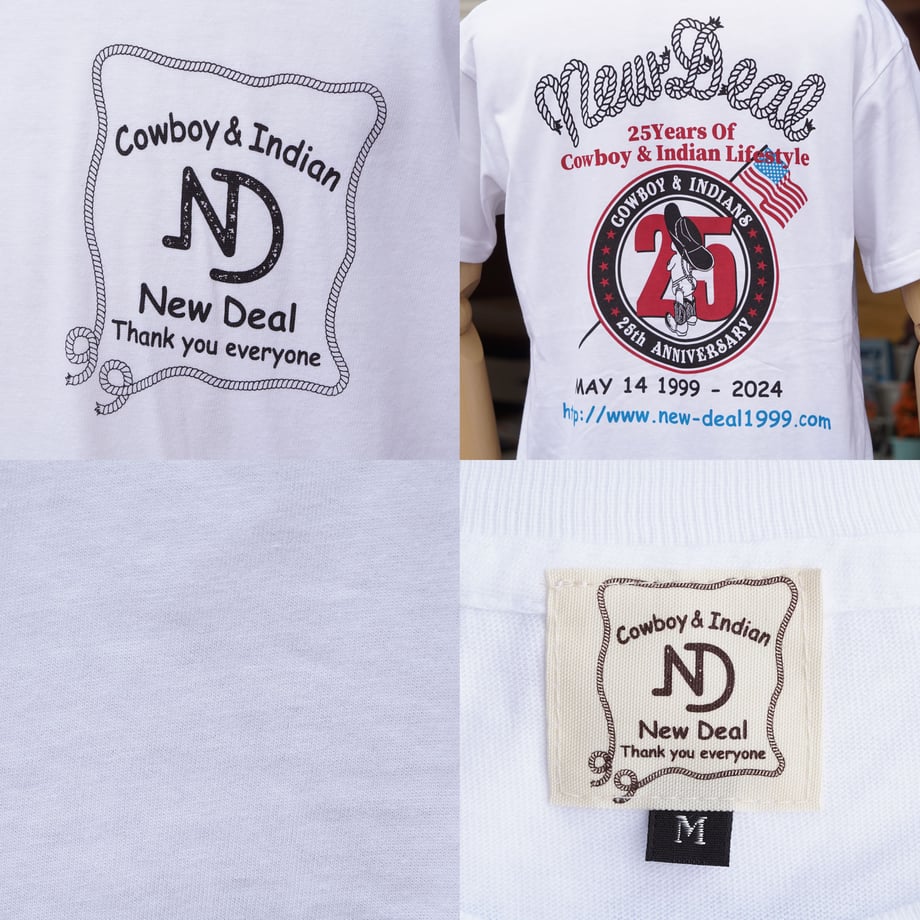 Cowboy & Indian
ND
New Deal
Thank you everyone
New Deal
25Years Of
Cowboy & Indian Lifestyle
COWBOY & INDIANS
25
25th ANNIVERSARY
MAY 14 1999 - 2024
http://www.new-deal1999.com
Cowboy & Indian
ND
New Deal
Thank you everyone
M